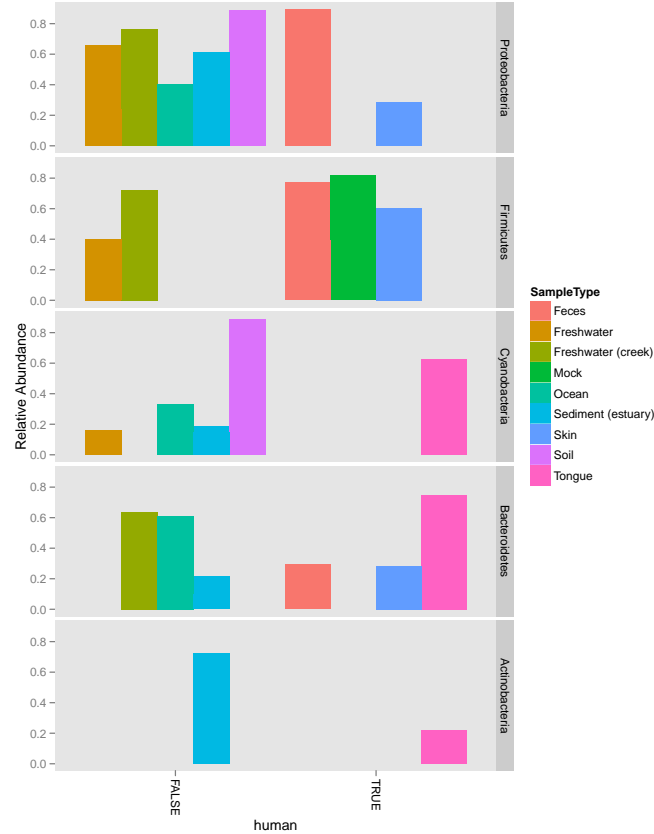 0.8
0.6
0.4
0.2
0.0
Proteobacteria
0.8
0.6
0.4
0.2
0.0
Firmicutes
0.8
0.6
0.4
0.2
0.0
Cyanobacteria
0.8
0.6
0.4
0.2
0.0
Bacteroidetes
0.8
0.6
0.4
0.2
0.0
Actinobacteria
Relative Abundance
FALSE
TRUE
human
SampleType
Feces
Freshwater
Freshwater (creek)
Mock
Ocean
Sediment (estuary)
Skin
Soil
Tongue